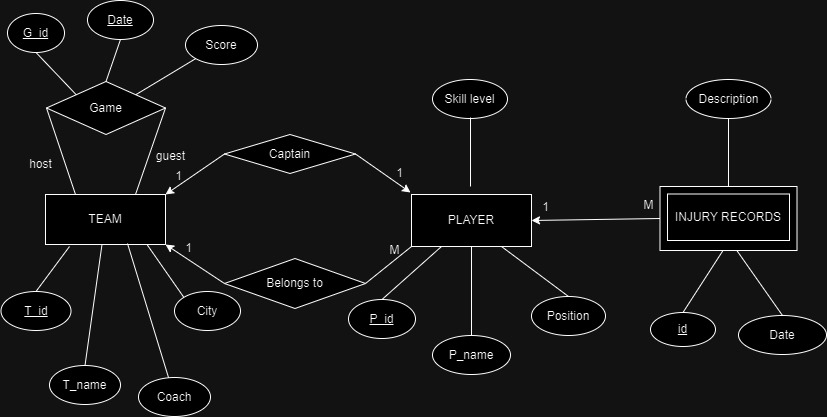 G_id
Date
Score
Game
host
guest
Skill level
Description
1
Captain
1
TEAM
PLAYER
1
M
INJURY RECORDS
1
M
Belongs to
T_id
City
P_id
Position
id
Date
P_name
T_name
Coach